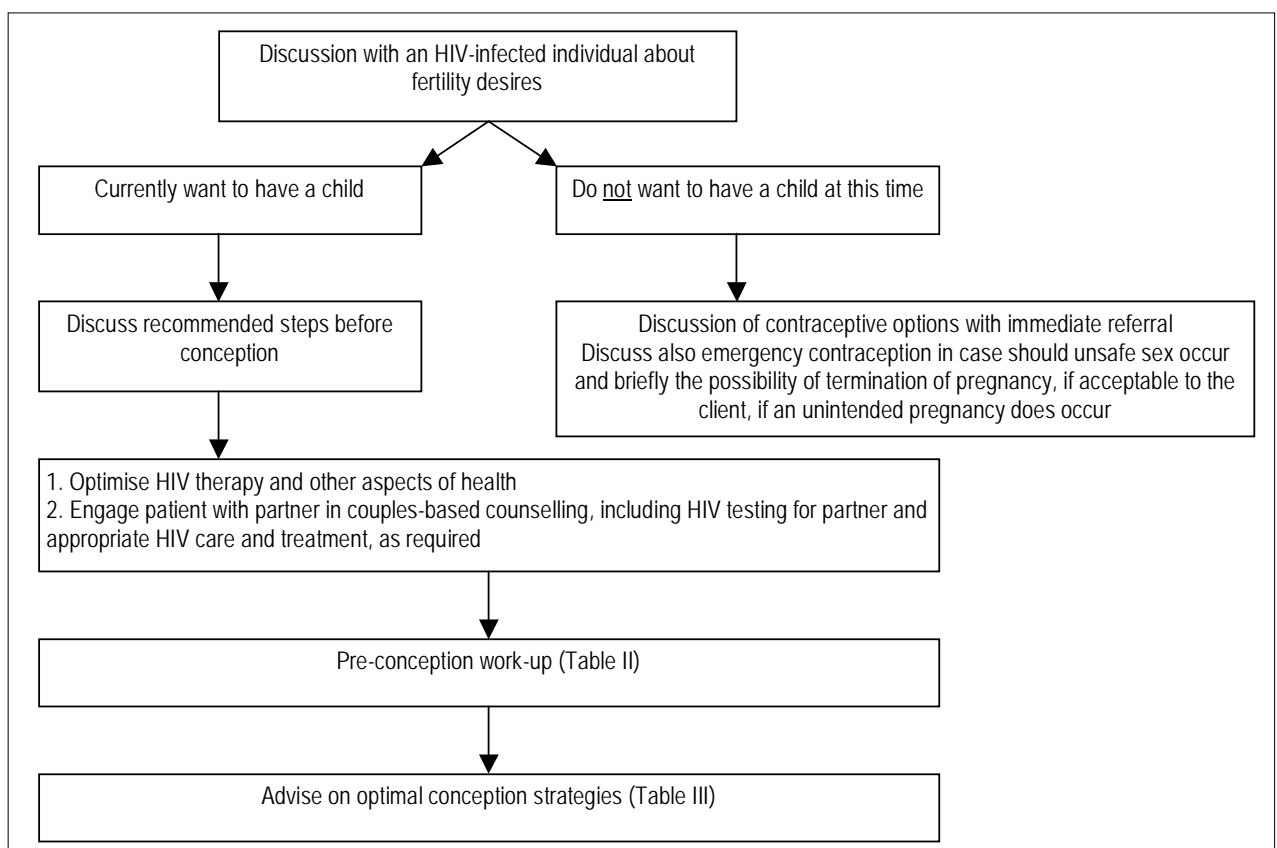 Discussion with an HIV-infected individual about
fertility desires
Currently want to have a child
Do not want to have a child at this time
Discuss recommended steps before
conception
Discussion of contraceptive options with immediate referral
Discuss also emergency contraception in case should unsafe sex occur
and briefly the possibility of termination of pregnancy, if acceptable to the
client, if an unintended pregnancy does occur
1. Optimise HIV therapy and other aspects of health
2. Engage patient with partner in couples-based counselling, including HIV testing for partner and
appropriate HIV care and treatment, as required
Pre-conception work-up (Table II)
Advise on optimal conception strategies (Table III)